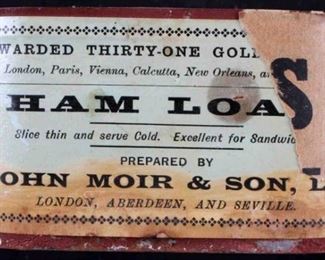 WARDED THIRTY-ONE GOLD
London, Paris, Vienna, Calcutta, New Orleans, a
HAM LOA
S
Slice thin and serve Cold. Excellent for Sandwic
PREPARED BY
OHN MOIR & SON, L
LONDON, ABERDEEN, AND SEVILLE.